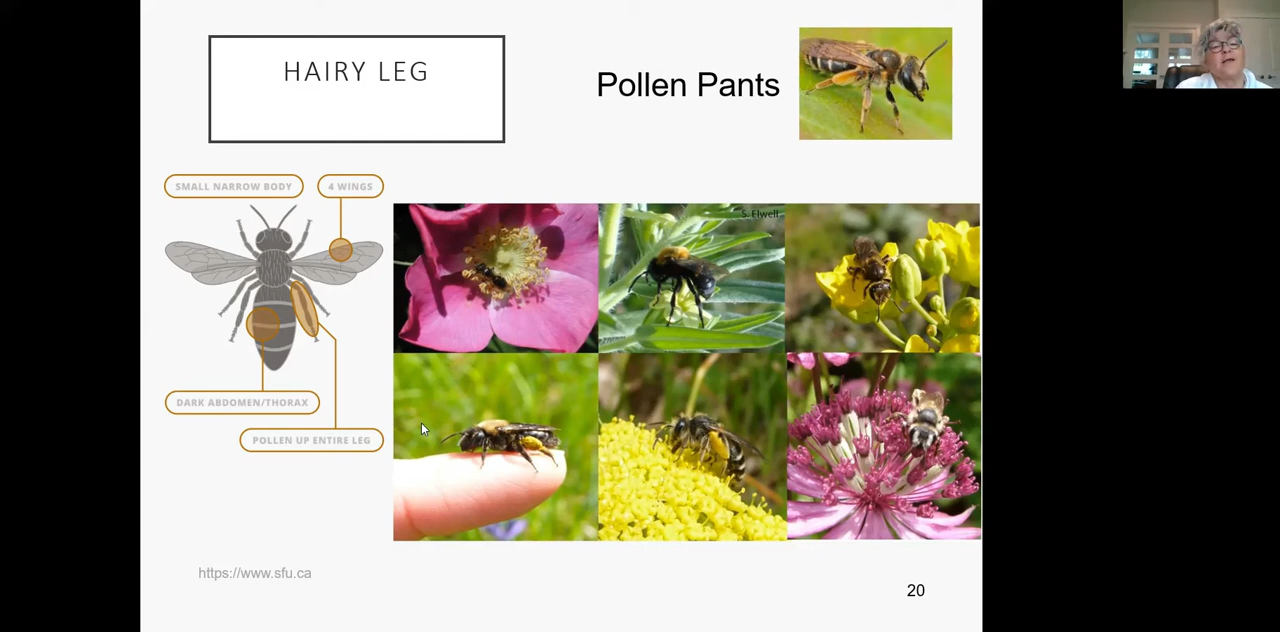 HAIRY LEG
Pollen Pants
SMALL NARROW BODY
4 WINGS
S. Elwell
DARK ABDOMEN/THORAX
POLLEN UP ENTIRE LEG
https://www.sfu.ca
20